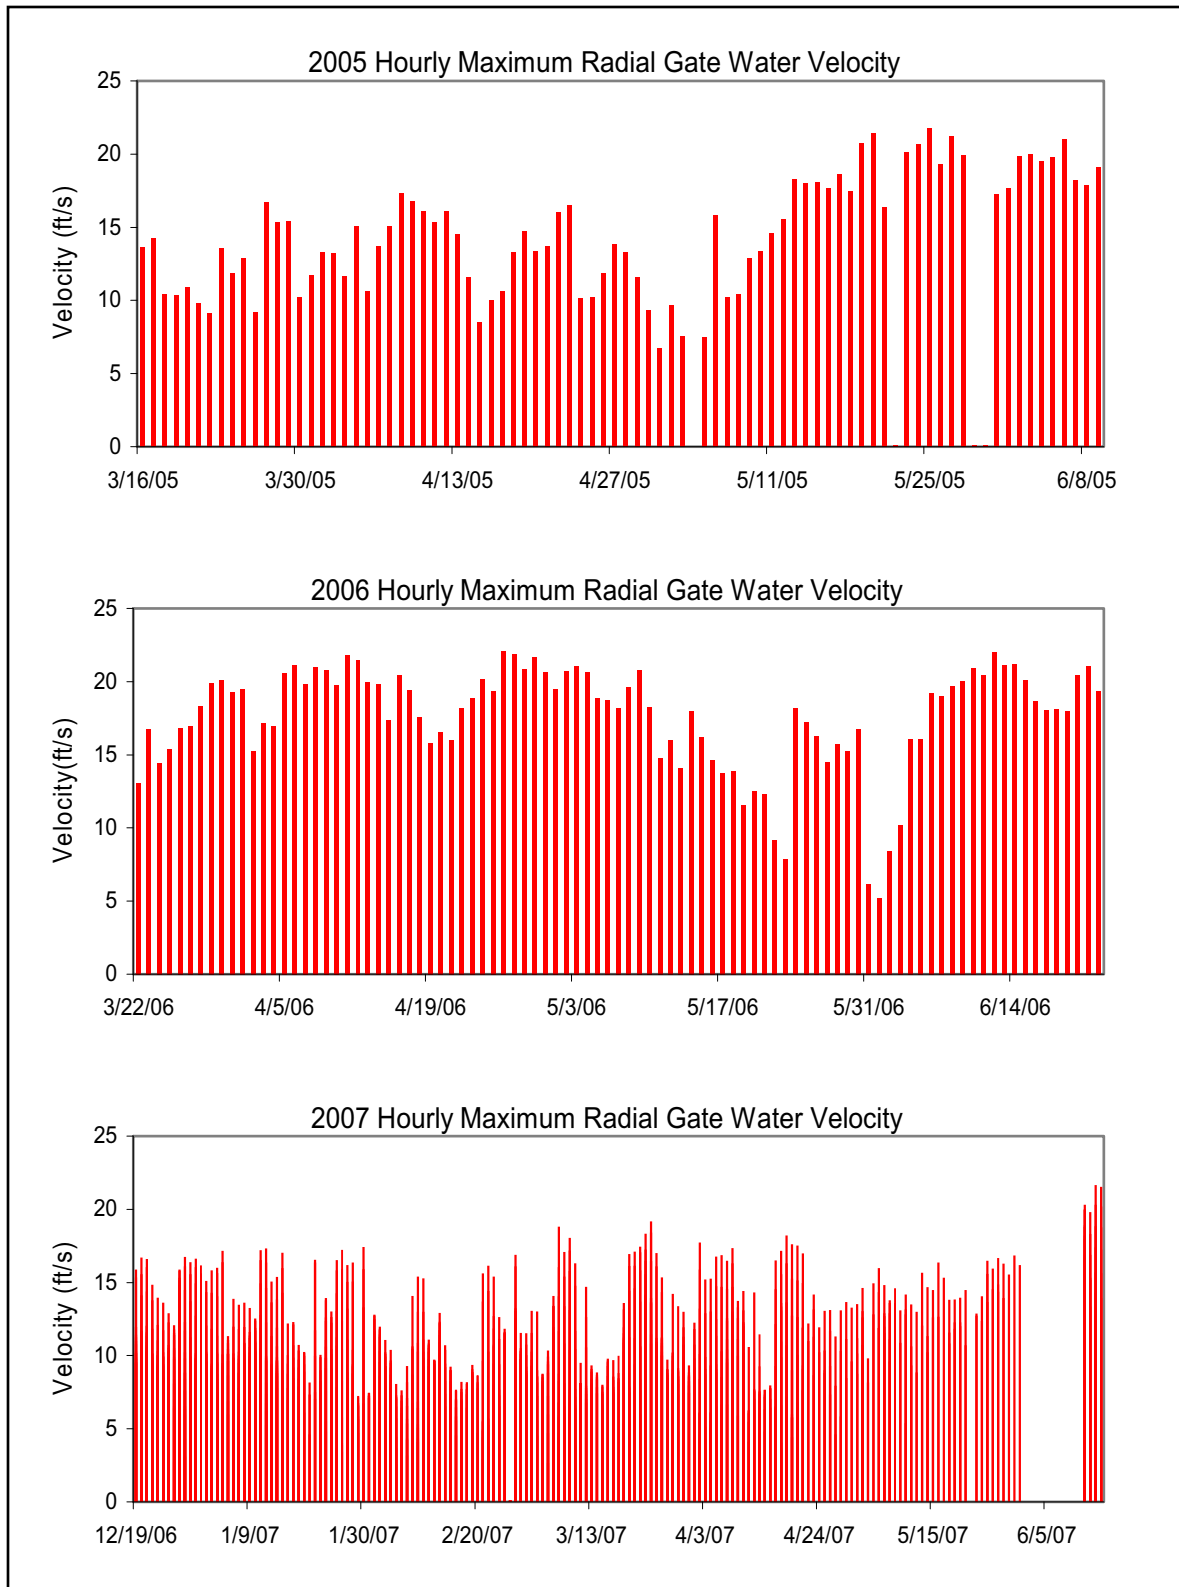 2005 Hourly Maximum Radial Gate Water Velocity
25
20
15
10
5
0
Velocity (ft/s)
3/16/05 3/30/05 4/13/05 4/27/05 5/11/05 5/25/05 6/8/05
2006 Hourly Maximum Radial Gate Water Velocity
25
20
15
10
5
0
Velocity(ft/s)
3/22/06 4/5/06 4/19/06 5/3/06 5/17/06 5/31/06 6/14/06
2007 Hourly Maximum Radial Gate Water Velocity
25
20
15
10
5
0
Velocity (ft/s)
12/19/06 1/9/07 1/30/07 2/20/07 3/13/07 4/3/07 4/24/07 5/15/07 6/5/07